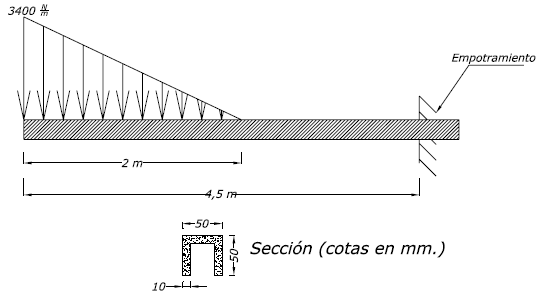 3400 N/m
Empotramiento
2 m
4,5 m
50
Sección (cotas en mm.)
50
10